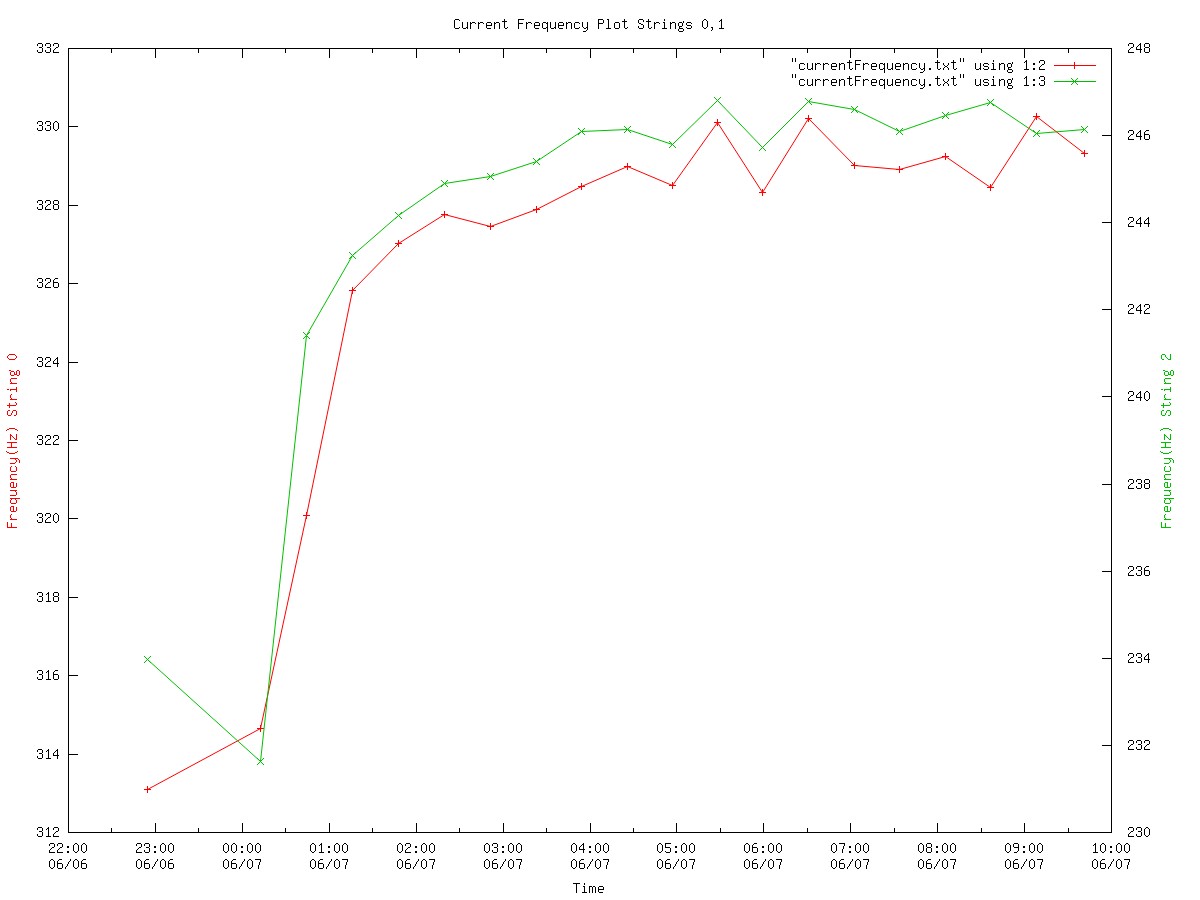 Current Frequency Plot Strings 0,1
"currentFrequency.txt" using 1:2
"currentFrequency.txt" using 1:3
332
330
328
326
324
322
320
318
316
314
312
Frequency(Hz) String 0
248
246
244
242
240
238
236
234
232
230
Frequency(Hz) String 2
22:00 23:00 00:00 01:00 02:00 03:00 04:00 05:00 06:00 07:00 08:00 09:00 10:00
06/06 06/06 06/07 06/07 06/07 06/07 06/07 06/07 06/07 06/07 06/07 06/07 06/07
Time